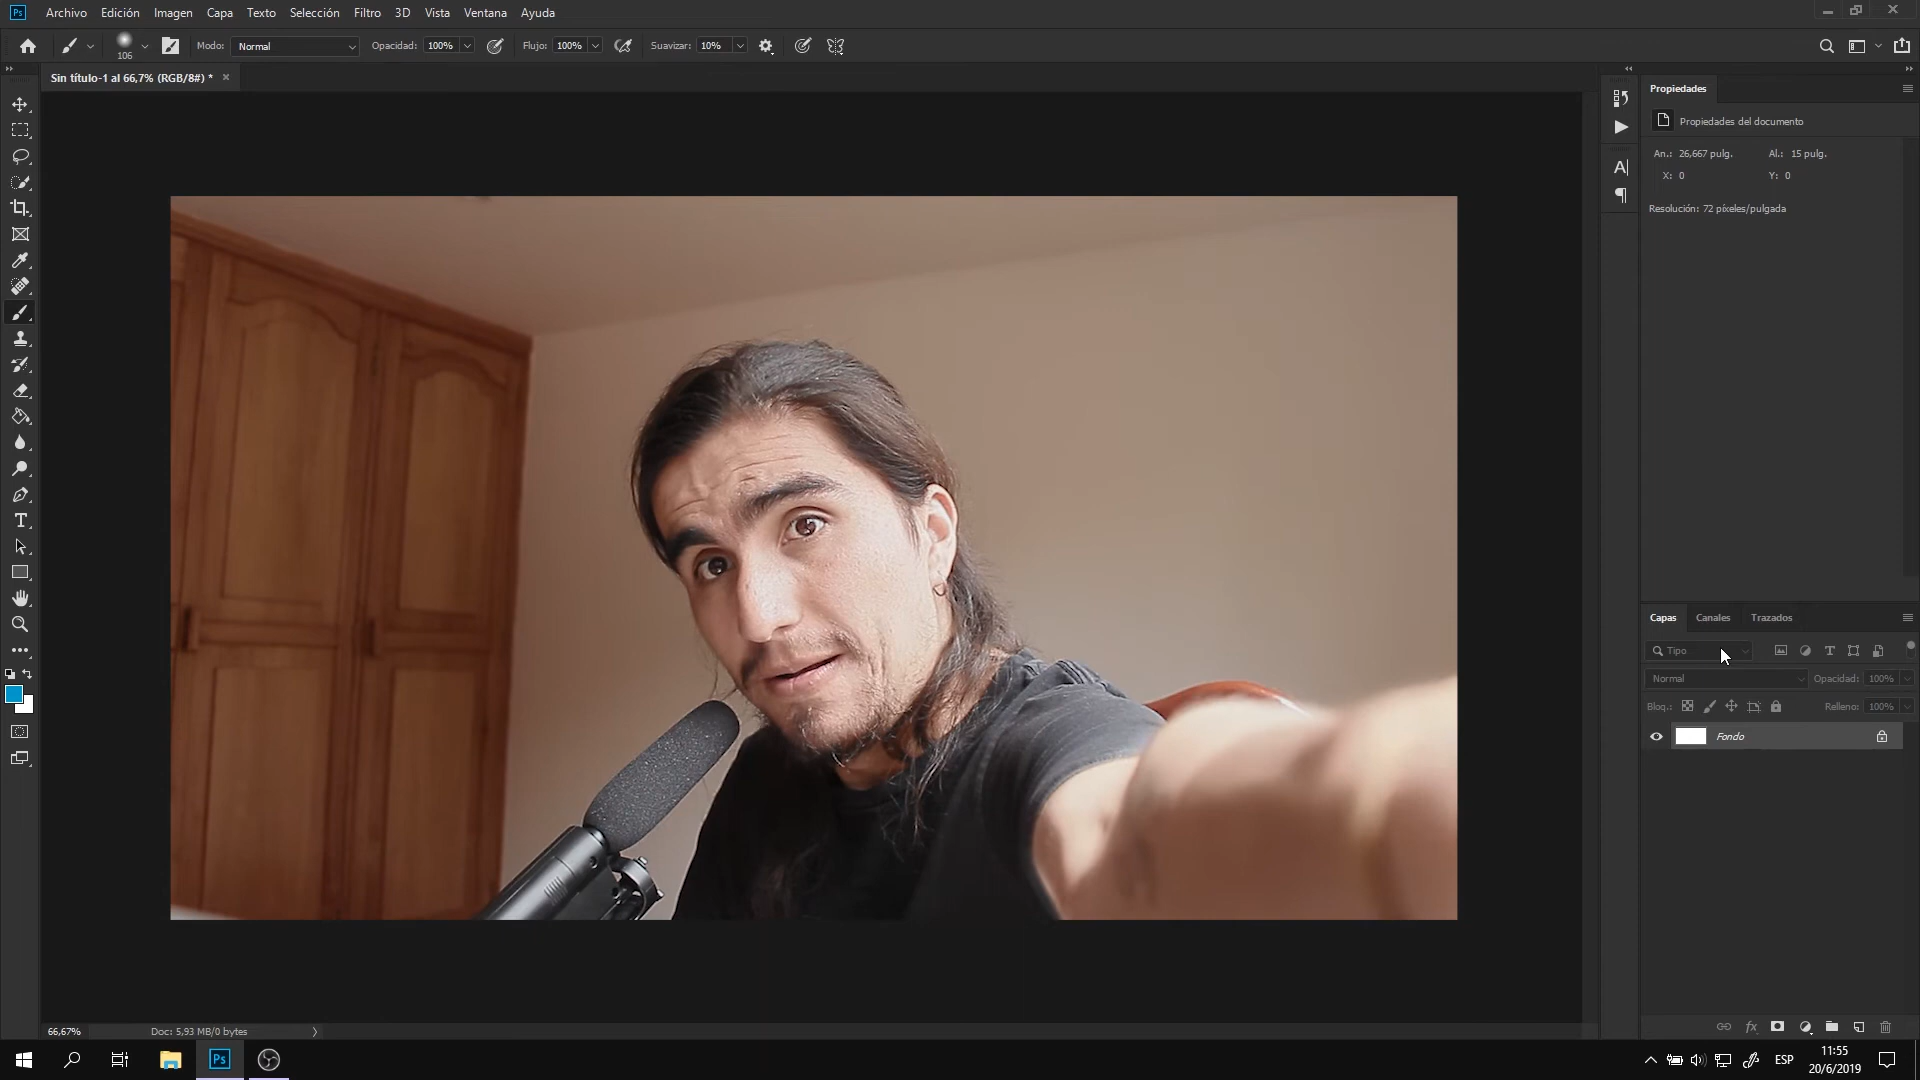 Ps Archivo Edición Imagen Capa Texto Selección Filtro 3D Vista Ventana Ayuda
106 Modo: Normal Opacidad: 100% Flujo: 100% Suavizar: 10%
Sin título-1 al 66,7% (RGB/8#) * ×
Propiedades
Propiedades del documento
An.: 26,667 pulg. Al.: 15 pulg.
X: 0 Y: 0
Resolución: 72 píxeles/pulgada
Capas Canales Trazados
Tipo
Normal Opacidad: 100%
Bloq.: Relleno: 100%
Fondo
66,67% Doc: 5,93 MB/0 bytes
Ps ESP 11:55
20/6/2019